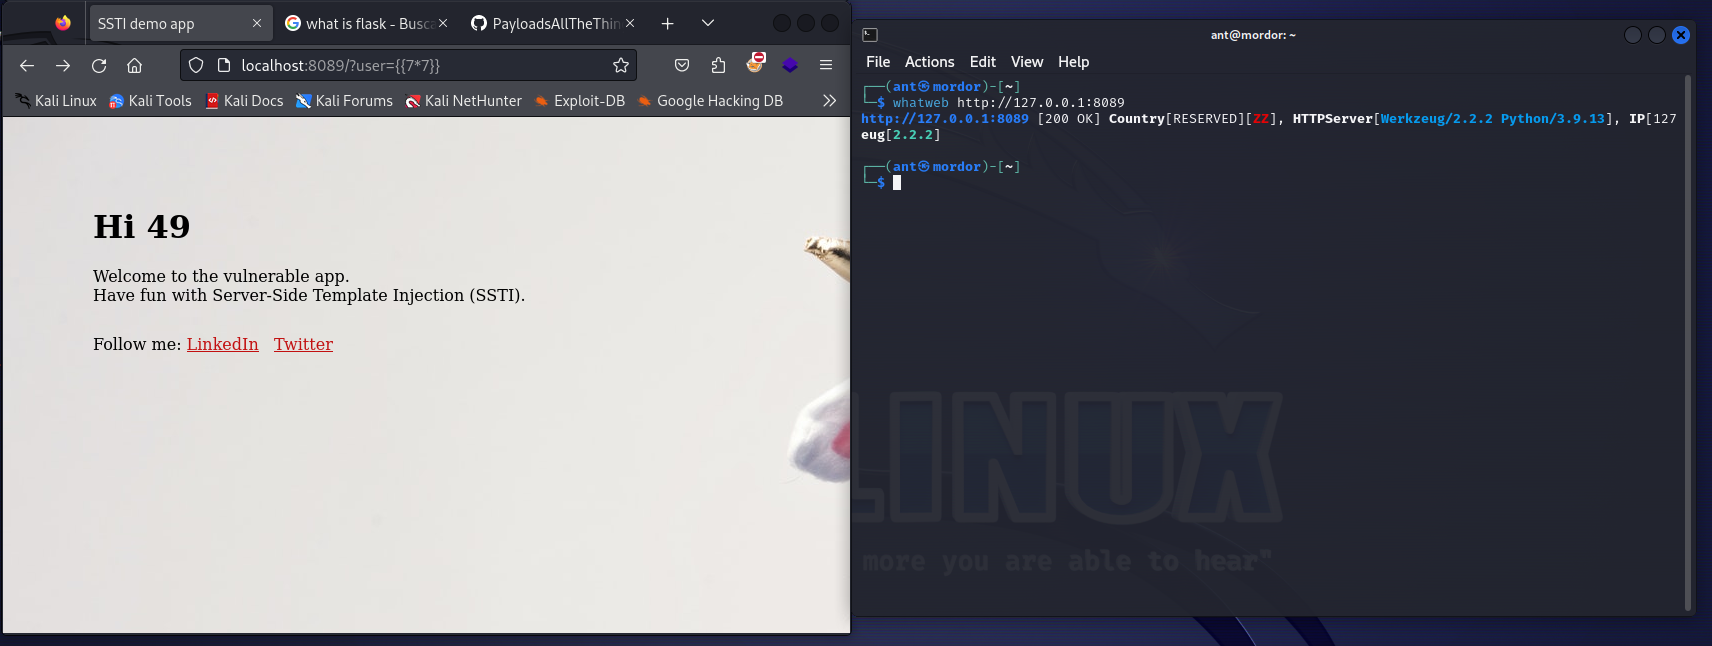 SSTI demo app
what is flask - Busca
PayloadsAllTheThin
localhost:8089/?user={{7*7}}
Kali Linux
Kali Tools
Kali Docs
Kali Forums
Kali NetHunter
Exploit-DB
Google Hacking DB
Hi 49
Welcome to the vulnerable app.
Have fun with Server-Side Template Injection (SSTI).
Follow me: LinkedIn Twitter
ant@mordor: ~
File Actions Edit View Help
┌──(ant㉿mordor)-[~]
└─$ whatweb http://127.0.0.1:8089
http://127.0.0.1:8089 [200 OK] Country[RESERVED][ZZ], HTTPServer[Werkzeug/2.2.2 Python/3.9.13], IP[127
eug[2.2.2]
┌──(ant㉿mordor)-[~]
└─$
LINUX
more you are able to hear"